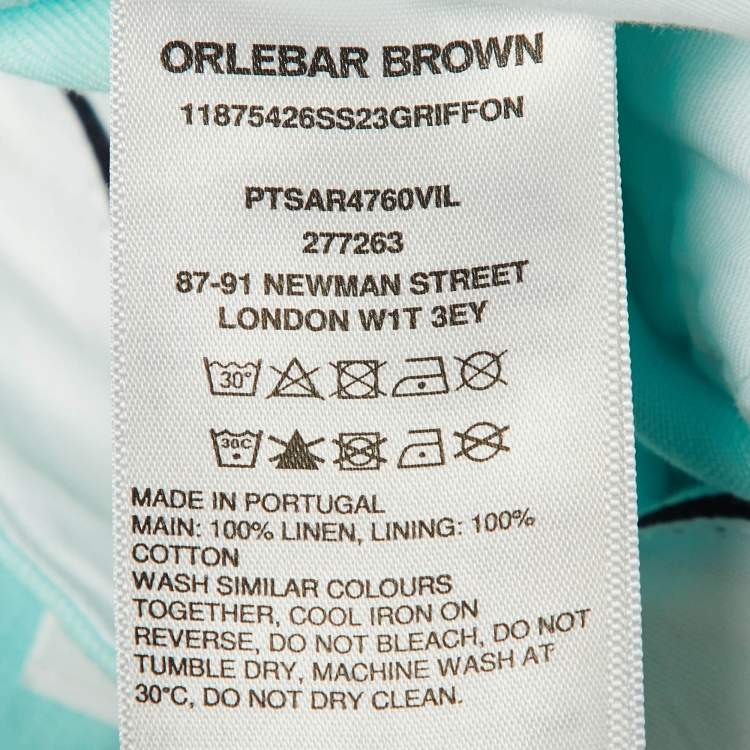 ORLEBAR BROWN
11875426SS23GRIFFON
PTSAR4760VIL
277263
87-91 NEWMAN STREET
LONDON W1T 3EY
30°
30C
MADE IN PORTUGAL
MAIN: 100% LINEN, LINING: 100%
COTTON
WASH SIMILAR COLOURS
TOGETHER, COOL IRON ON
REVERSE, DO NOT BLEACH, DO NOT
TUMBLE DRY, MACHINE WASH AT
30°C, DO NOT DRY CLEAN.